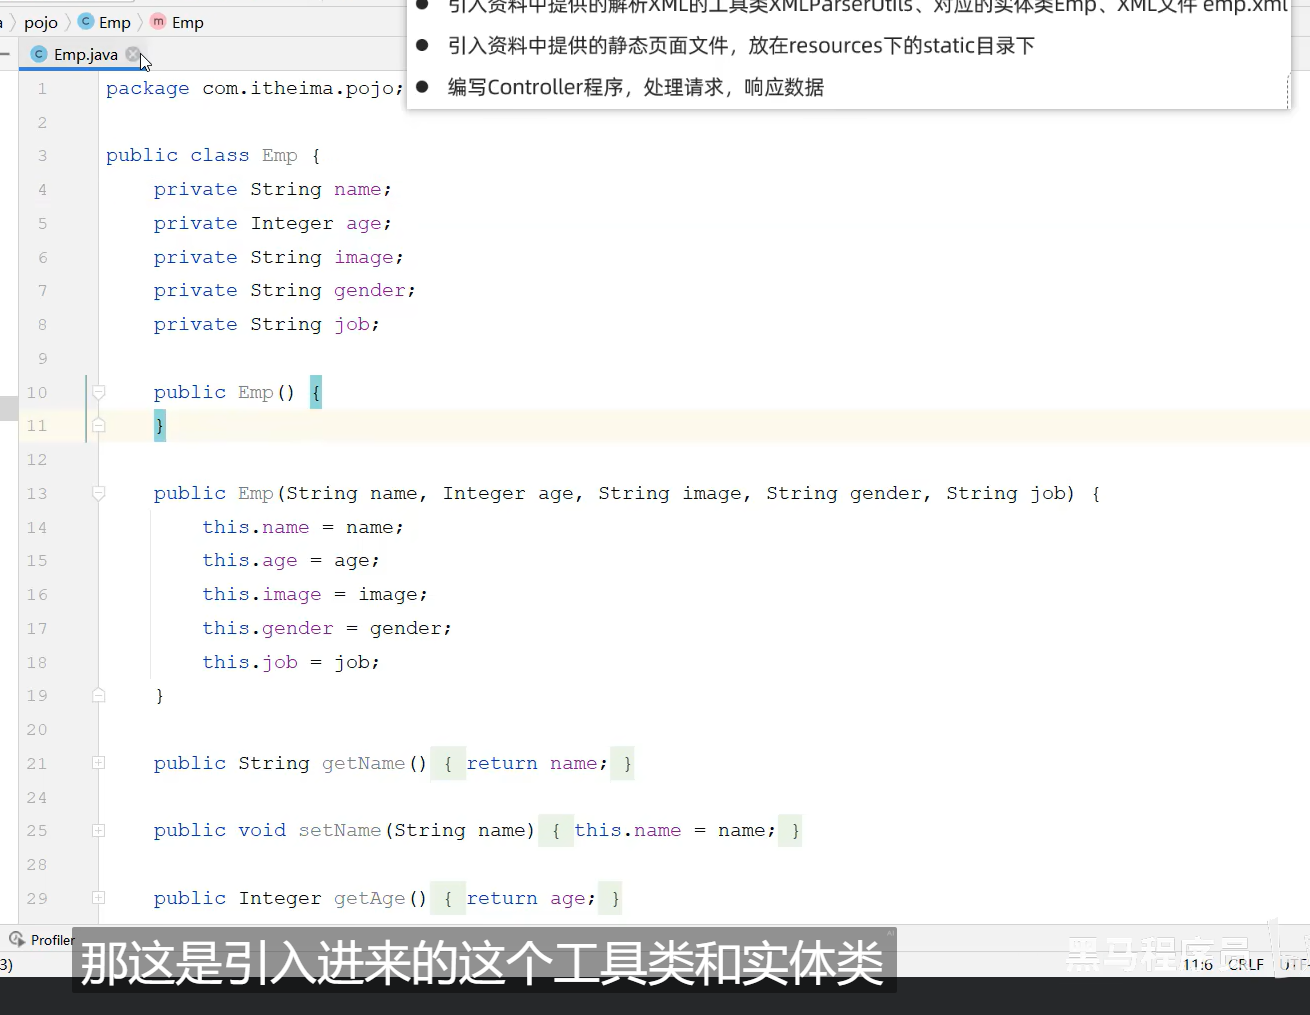 pojo Emp Emp
引入资料中提供的解析XML的工具类XMLParserUtils、对应的实体类Emp、XML文件 emp.xml
Emp.java
引入资料中提供的静态页面文件，放在resources下的static目录下
编写Controller程序，处理请求，响应数据
1 package com.itheima.pojo;
2
3 public class Emp {
4 private String name;
5 private Integer age;
6 private String image;
7 private String gender;
8 private String job;
9
10 public Emp() {
11 }
12
13 public Emp(String name, Integer age, String image, String gender, String job) {
14 this.name = name;
15 this.age = age;
16 this.image = image;
17 this.gender = gender;
18 this.job = job;
19 }
20
21 public String getName() { return name; }
24
25 public void setName(String name) { this.name = name; }
28
29 public Integer getAge() { return age; }
Profiler
那这是引入进来的这个工具类和实体类
黑马程序员
3) 11:6 CRLF UTF-